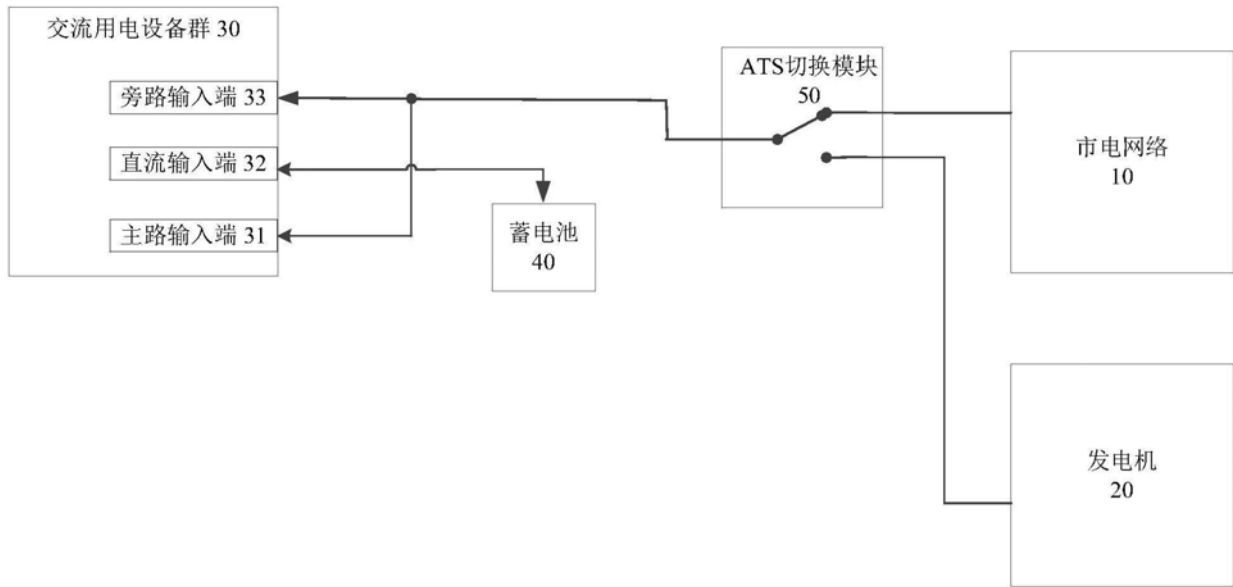 交流用电设备群 30
旁路输入端 33
直流输入端 32
主路输入端 31
蓄电池
40
ATS切换模块
50
市电网络
10
发电机
20